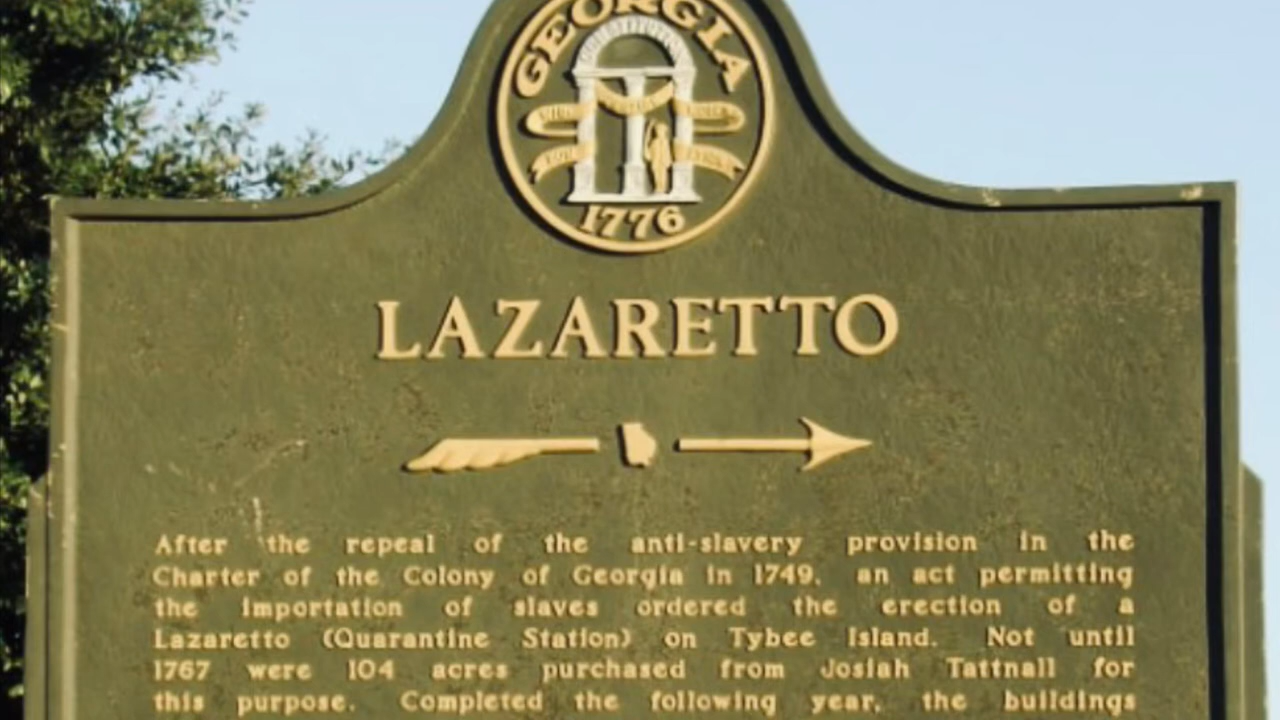 GEORGIA
CONSTITUTION
1776
LAZARETTO
After the repeal of the anti-slavery provision in the
Charter of the Colony of Georgia in 1749, an act permitting
the importation of slaves ordered the erection of a
Lazaretto (Quarantine Station) on Tybee Island. Not until
1767 were 104 acres purchased from Josiah Tattnall for
this purpose. Completed the following year, the buildings